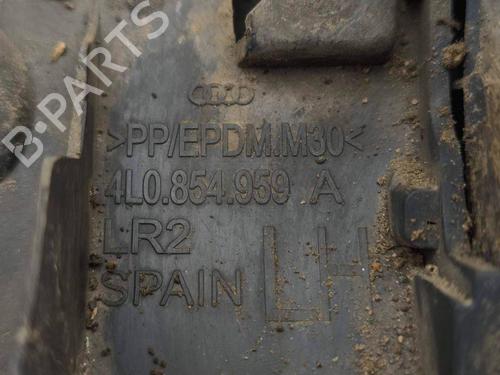 B-PARTS
>PP/EPDM.M30<
4L0.854.959 A
LR2
SPAIN LH